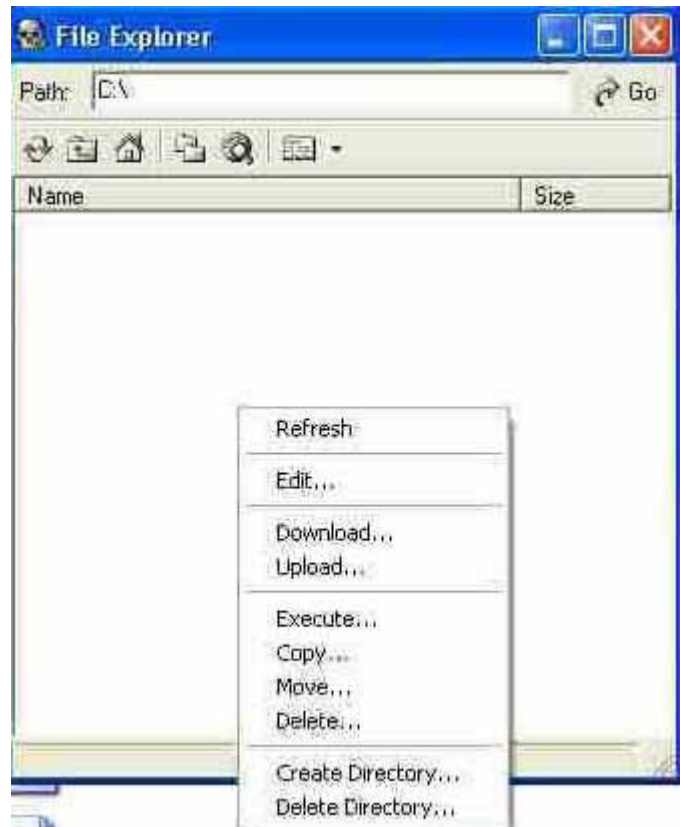 File Explorer
Path: C:\ Go
Name Size
Refresh
Edit...
Download...
Upload...
Execute...
Copy...
Move...
Delete...
Create Directory...
Delete Directory...